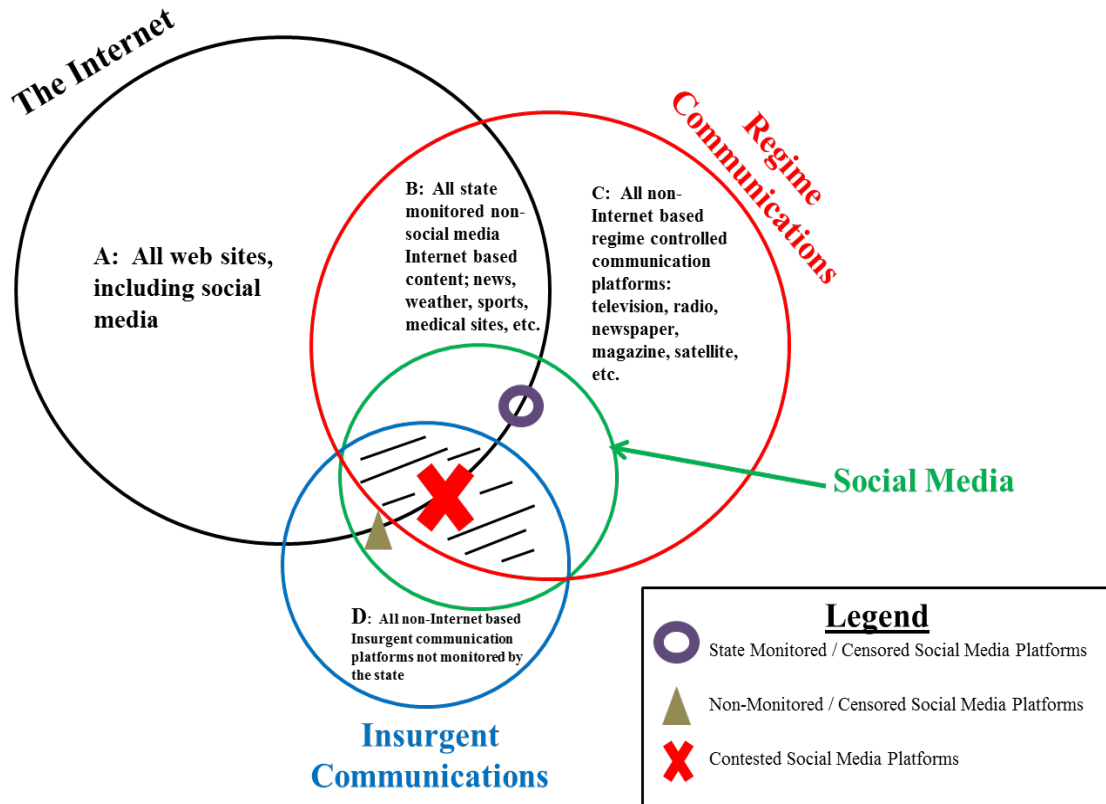 The Internet
Regime
Communications
A:  All web sites,
including social
media
B:  All state
monitored non-
social media
Internet based
content; news,
weather, sports,
medical sites, etc.
C:  All non-
Internet based
regime controlled
communication
platforms:
television, radio,
newspaper,
magazine, satellite,
etc.
Social Media
D:  All non-Internet based
Insurgent communication
platforms not monitored by
the state
Insurgent
Communications
Legend
State Monitored / Censored Social Media Platforms
Non-Monitored / Censored Social Media Platforms
Contested Social Media Platforms